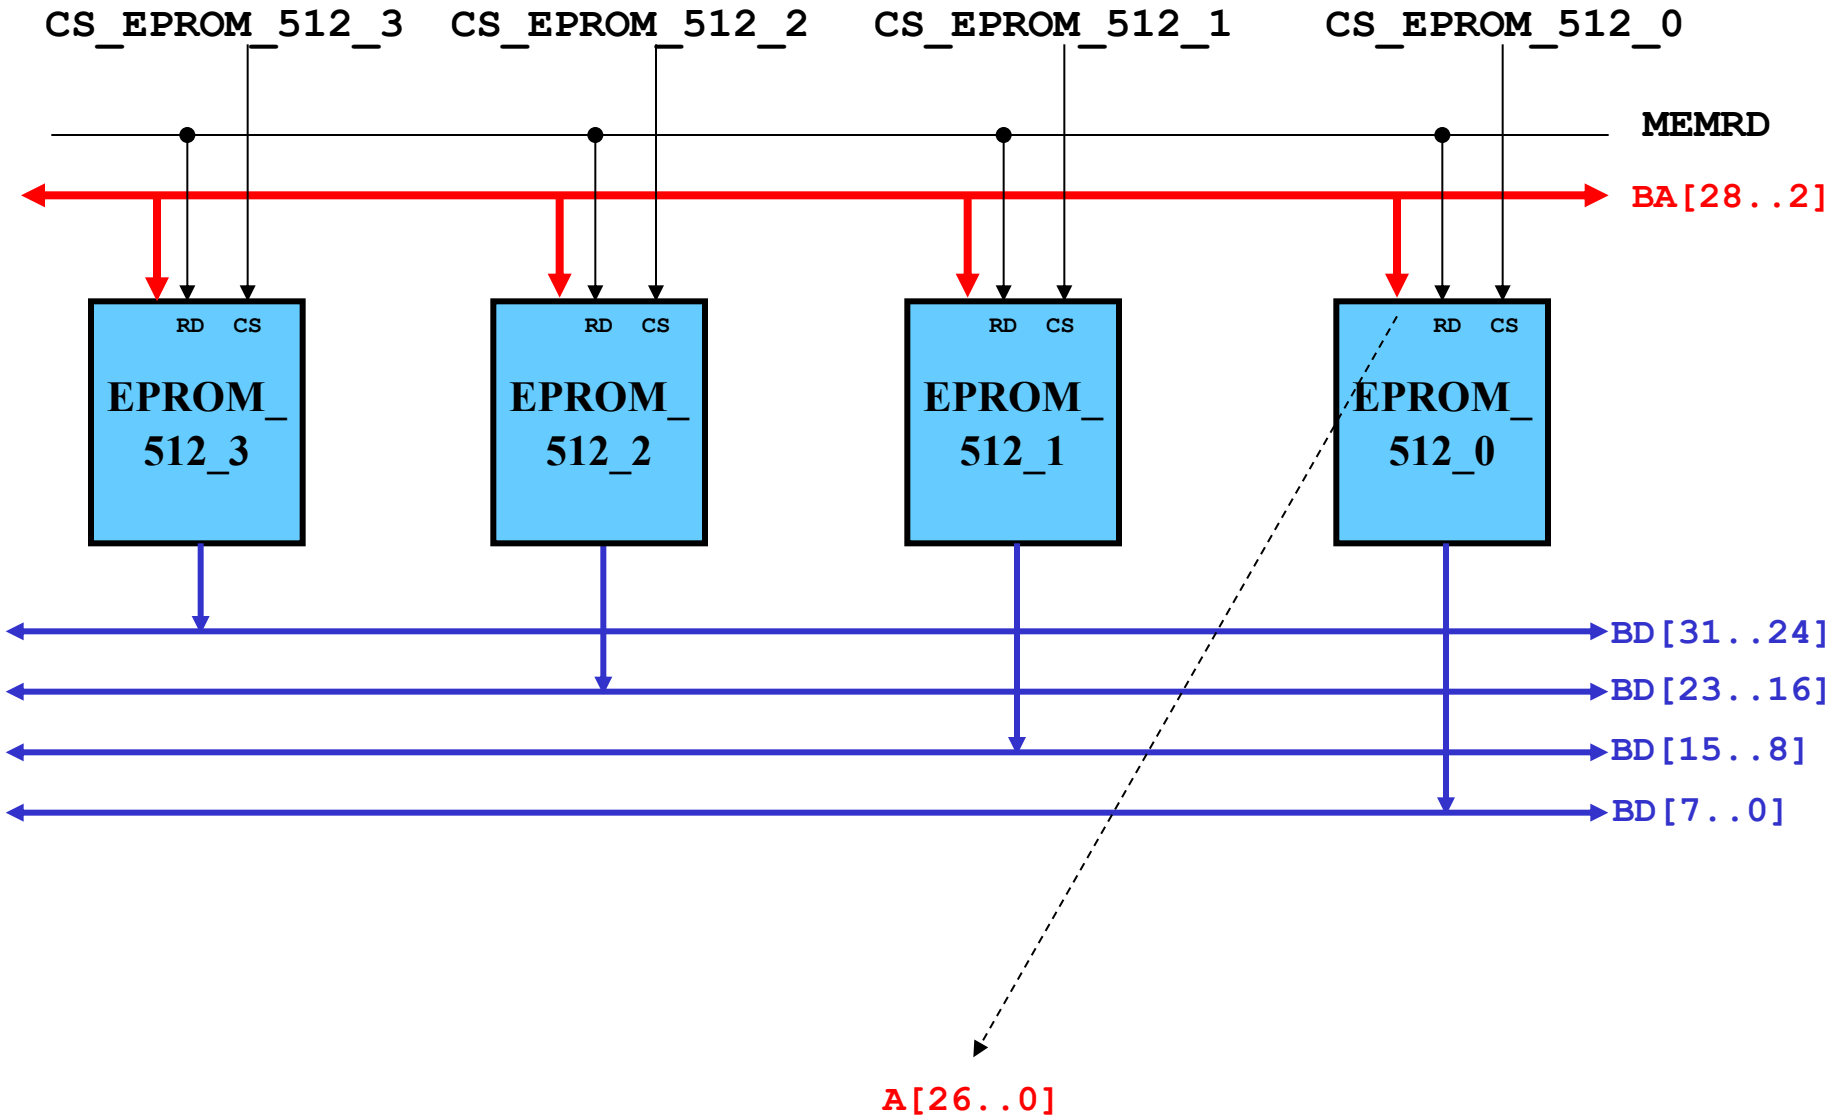 CS_EPROM_512_3 CS_EPROM_512_2 CS_EPROM_512_1 CS_EPROM_512_0
MEMRD
BA[28..2]
RD CS RD CS RD CS RD CS
EPROM_ EPROM_ EPROM_ EPROM_
512_3 512_2 512_1 512_0
BD[31..24]
BD[23..16]
BD[15..8]
BD[7..0]
A[26..0]